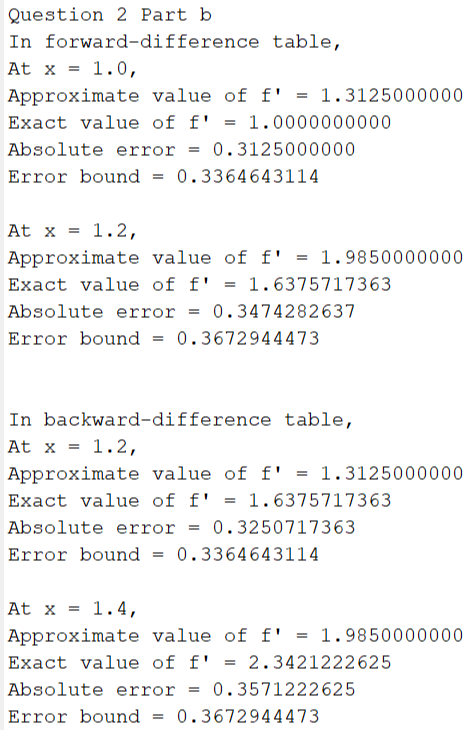 Question 2 Part b
In forward-difference table,
At x = 1.0,
Approximate value of f' = 1.3125000000
Exact value of f' = 1.0000000000
Absolute error = 0.3125000000
Error bound = 0.3364643114
At x = 1.2,
Approximate value of f' = 1.9850000000
Exact value of f' = 1.6375717363
Absolute error = 0.3474282637
Error bound = 0.3672944473
In backward-difference table,
At x = 1.2,
Approximate value of f' = 1.3125000000
Exact value of f' = 1.6375717363
Absolute error = 0.3250717363
Error bound = 0.3364643114
At x = 1.4,
Approximate value of f' = 1.9850000000
Exact value of f' = 2.3421222625
Absolute error = 0.3571222625
Error bound = 0.3672944473